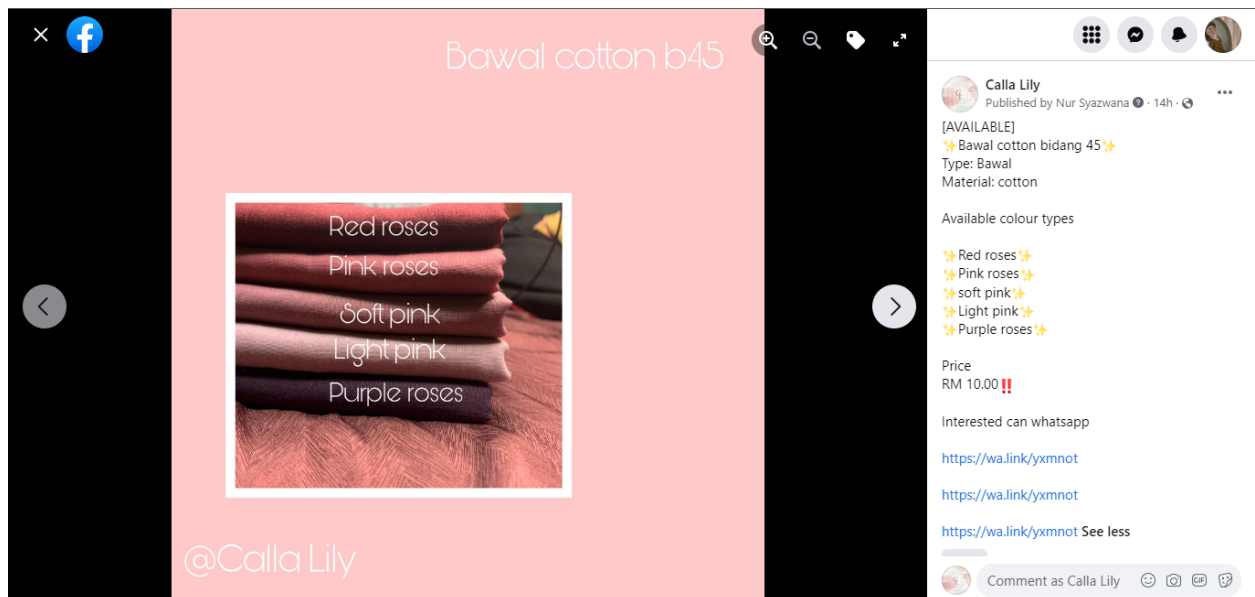 Bawal cotton b45
Red roses
Pink roses
Soft pink
Light pink
Purple roses
@Calla Lily
Calla Lily
Published by Nur Syazwana · 14h ·
[AVAILABLE]
✨Bawal cotton bidang 45✨
Type: Bawal
Material: cotton
Available colour types
✨Red roses✨
✨Pink roses✨
✨soft pink✨
✨Light pink✨
✨Purple roses✨
Price
RM 10.00‼️
Interested can whatsapp
https://wa.link/yxmnot
https://wa.link/yxmnot
https://wa.link/yxmnot See less
Comment as Calla Lily
GIF